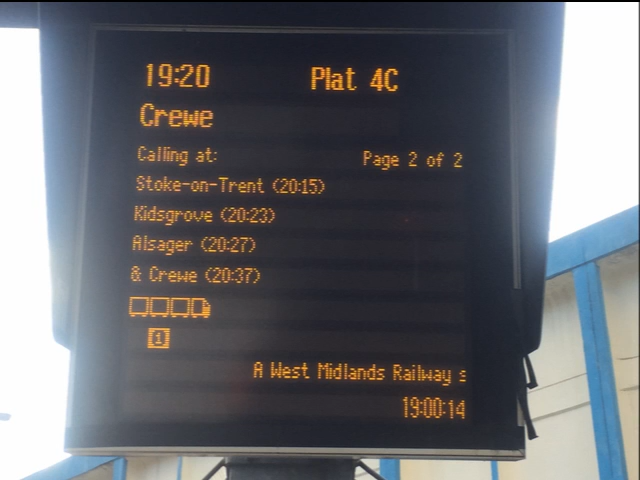 19:20 Plat 4C
Crewe
Calling at: Page 2 of 2
Stoke-on-Trent (20:15)
Kidsgrove (20:23)
Alsager (20:27)
& Crewe (20:37)
i
A West Midlands Railway s
19:00:14